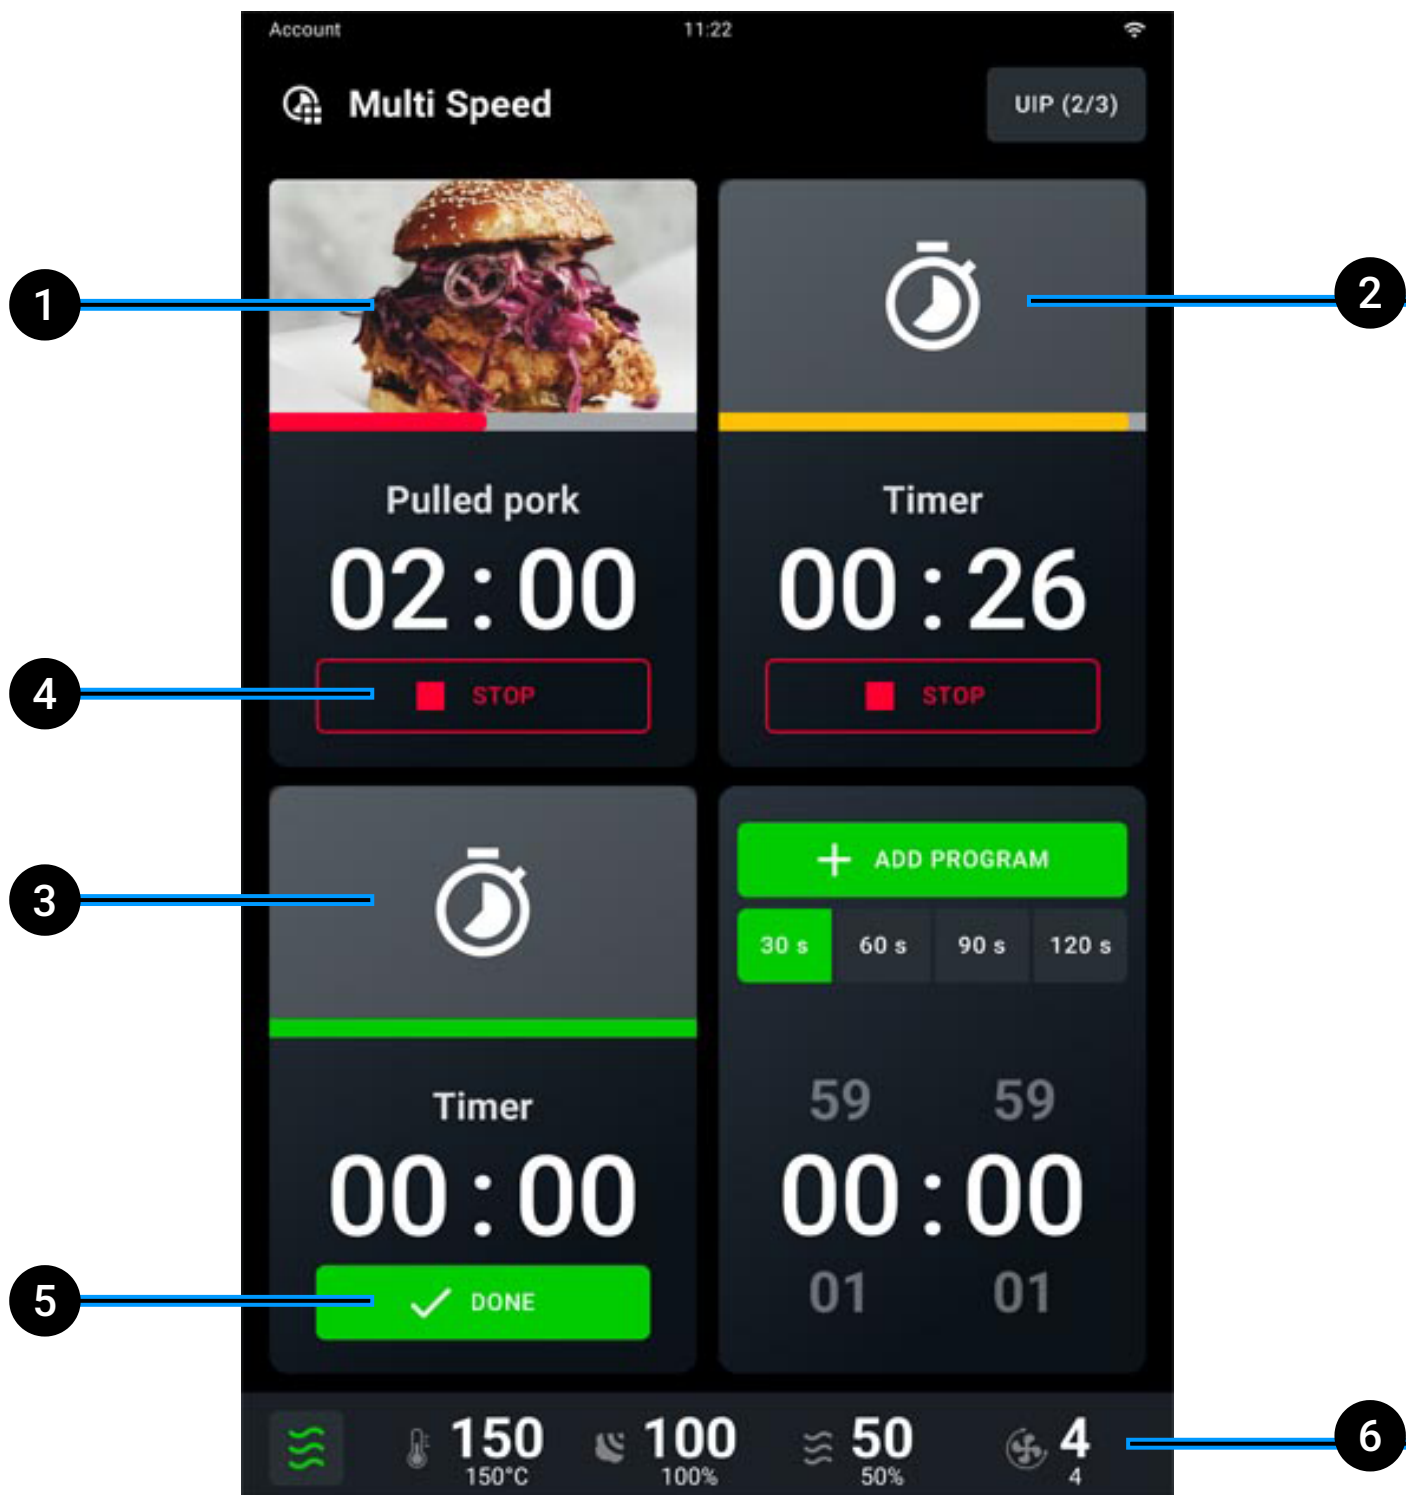 Account 11:22
Multi Speed UIP (2/3)
1
2
Pulled pork
02:00
STOP
Timer
00:26
STOP
4
3
Timer
00:00
DONE
5
ADD PROGRAM
30 s 60 s 90 s 120 s
59 59
00:00
01 01
150 100 50 4
150°C 100% 50% 4
6